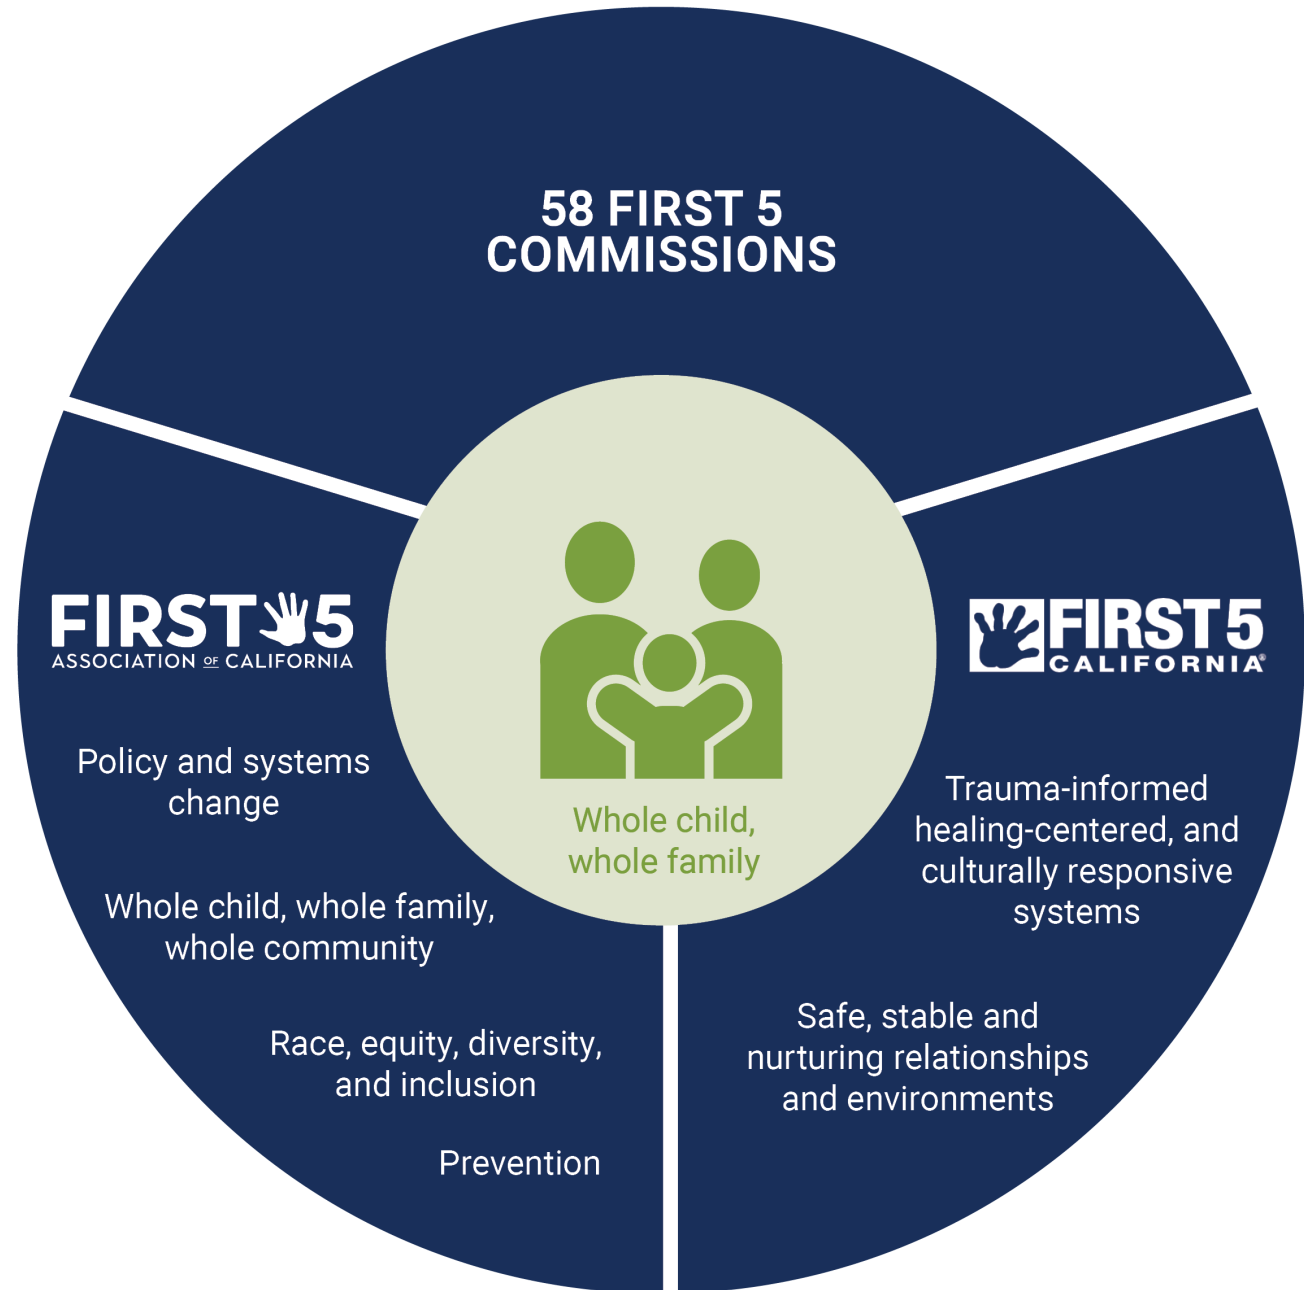 58 FIRST 5
COMMISSIONS
FIRST 5
ASSOCIATION OF CALIFORNIA
Policy and systems
change
Whole child, whole family,
whole community
Race, equity, diversity,
and inclusion
Prevention
Whole child,
whole family
FIRST 5
CALIFORNIA®
Trauma-informed
healing-centered, and
culturally responsive
systems
Safe, stable and
nurturing relationships
and environments